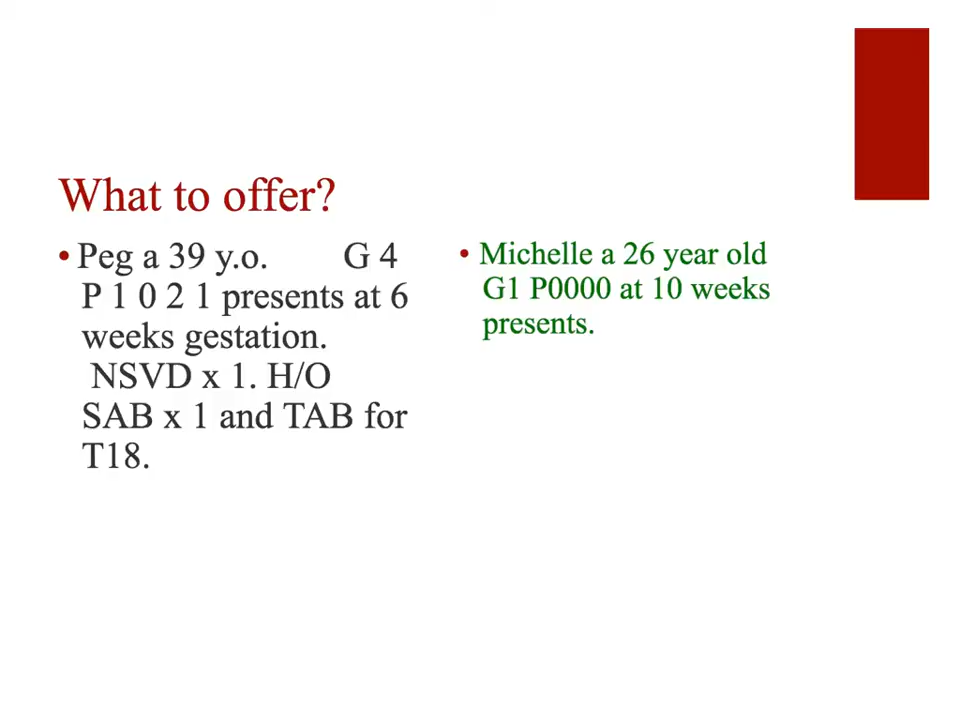 What to offer?
• Peg a 39 y.o. G 4
P 1 0 2 1 presents at 6
weeks gestation.
NSVD x 1. H/O
SAB x 1 and TAB for
T18.
• Michelle a 26 year old
G1 P0000 at 10 weeks
presents.